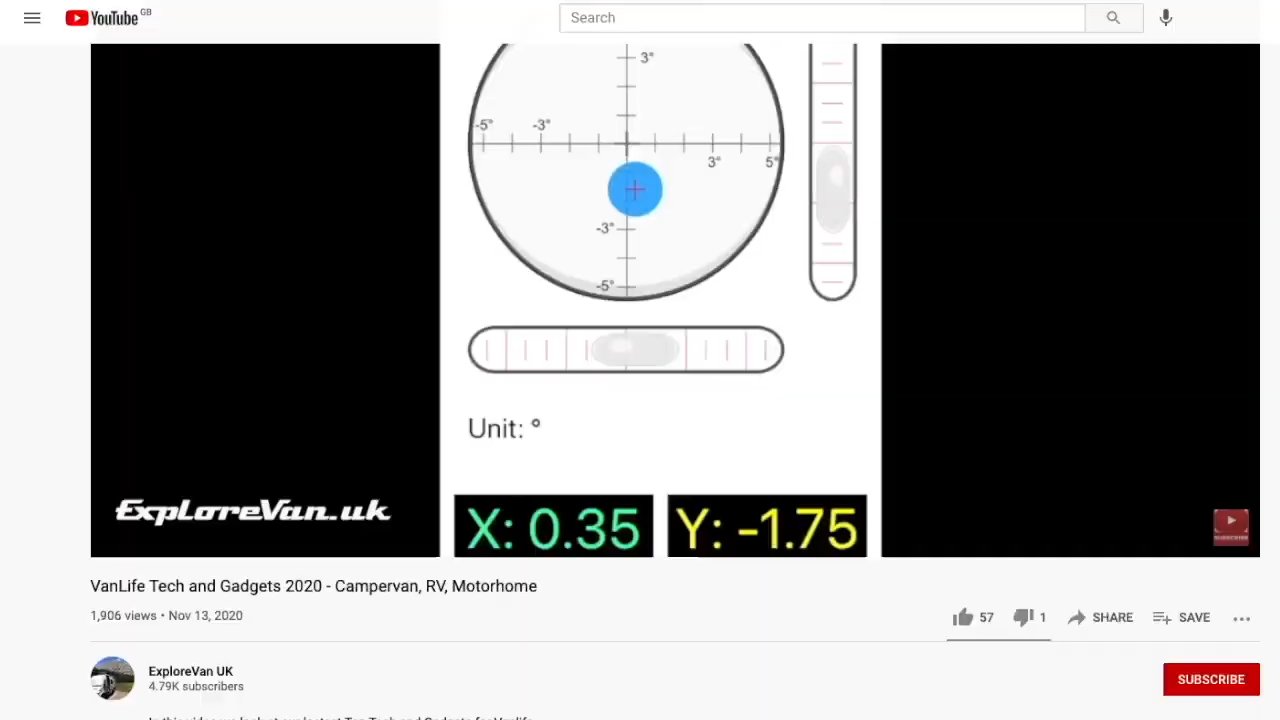 YouTube GB
Search
3°
-5° -3°
3° 5°
-3°
-5°
Unit: °
ExploreVan.uk
X: 0.35 Y: -1.75
SUBSCRIBE
VanLife Tech and Gadgets 2020 - Campervan, RV, Motorhome
1,906 views • Nov 13, 2020
57 1 SHARE SAVE
ExploreVan UK
4.79K subscribers
SUBSCRIBE